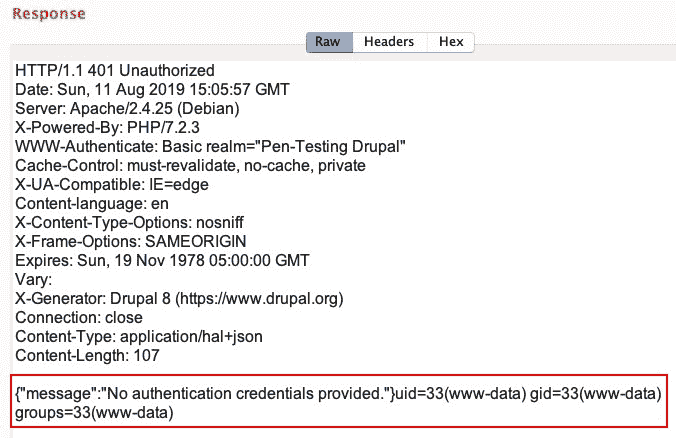 Response
Raw Headers Hex
HTTP/1.1 401 Unauthorized
Date: Sun, 11 Aug 2019 15:05:57 GMT
Server: Apache/2.4.25 (Debian)
X-Powered-By: PHP/7.2.3
WWW-Authenticate: Basic realm="Pen-Testing Drupal"
Cache-Control: must-revalidate, no-cache, private
X-UA-Compatible: IE=edge
Content-language: en
X-Content-Type-Options: nosniff
X-Frame-Options: SAMEORIGIN
Expires: Sun, 19 Nov 1978 05:00:00 GMT
Vary:
X-Generator: Drupal 8 (https://www.drupal.org)
Connection: close
Content-Type: application/hal+json
Content-Length: 107
{"message":"No authentication credentials provided."}uid=33(www-data) gid=33(www-data)
groups=33(www-data)